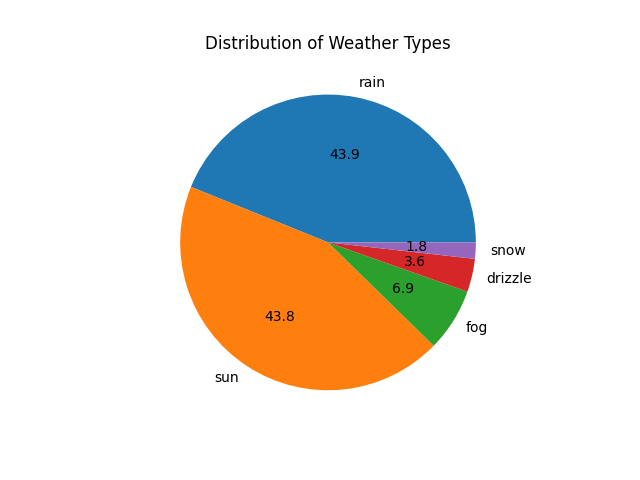 Distribution of Weather Types
rain
43.9
1.8
snow
3.6
drizzle
6.9
fog
43.8
sun